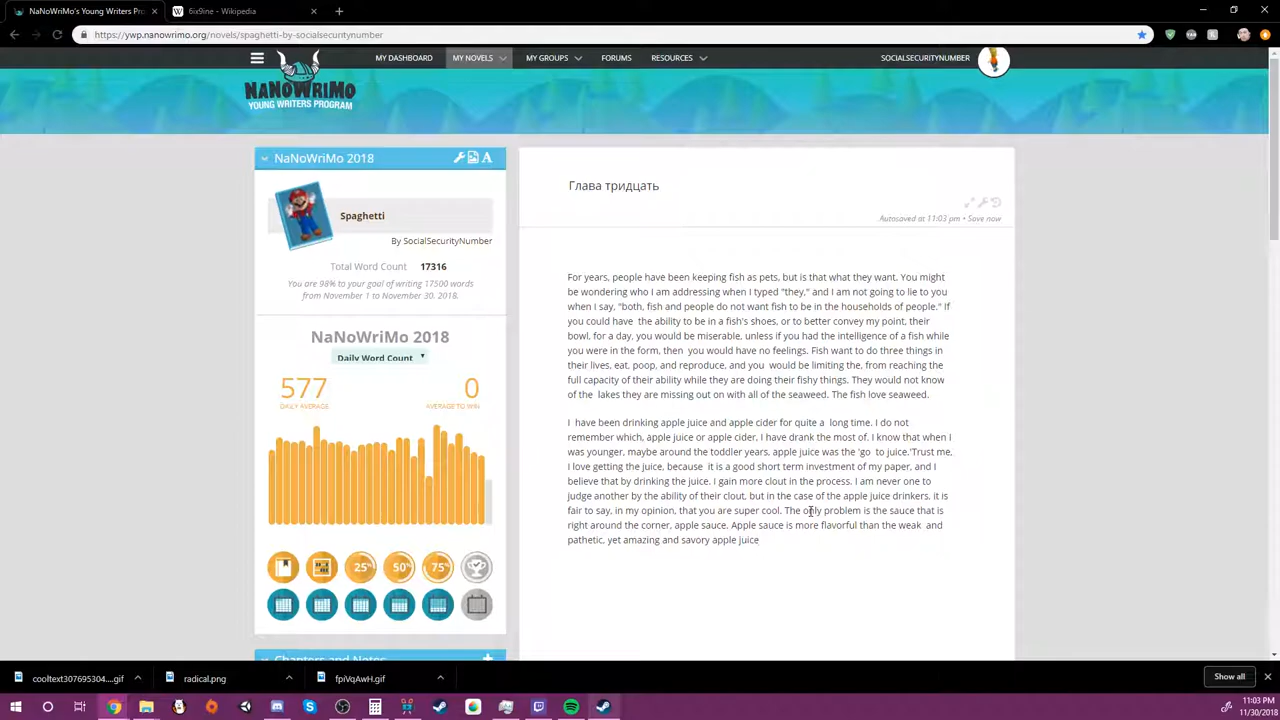 NaNoWriMo's Young Writers Pro
6ix9ine - Wikipedia
https://ywp.nanowrimo.org/novels/spaghetti-by-socialsecuritynumber
MY DASHBOARD
MY NOVELS
MY GROUPS
FORUMS
RESOURCES
SOCIALSECURITYNUMBER
NANOWRIMO
YOUNG WRITERS PROGRAM
NaNoWriMo 2018
Spaghetti
By SocialSecurityNumber
Total Word Count 17316
You are 98% to your goal of writing 17500 words
from November 1 to November 30, 2018.
NaNoWriMo 2018
Daily Word Count
577
0
DAILY AVERAGE
AVERAGE TO WIN
25%
50%
75%
Chapters and Notes
Глава тридцать
Autosaved at 11:03 pm • Save now
For years, people have been keeping fish as pets, but is that what they want. You might
be wondering who I am addressing when I typed "they," and I am not going to lie to you
when I say, "both, fish and people do not want fish to be in the households of people." If
you could have the ability to be in a fish's shoes, or to better convey my point, their
bowl, for a day, you would be miserable, unless if you had the intelligence of a fish while
you were in the form, then you would have no feelings. Fish want to do three things in
their lives, eat, poop, and reproduce, and you would be limiting the, from reaching the
full capacity of their ability while they are doing their fishy things. They would not know
of the lakes they are missing out on with all of the seaweed. The fish love seaweed.
I have been drinking apple juice and apple cider for quite a long time. I do not
remember which, apple juice or apple cider, I have drank the most of. I know that when I
was younger, maybe around the toddler years, apple juice was the 'go to juice.'Trust me,
I love getting the juice, because it is a good short term investment of my paper, and I
believe that by drinking the juice. I gain more clout in the process. I am never one to
judge another by the ability of their clout, but in the case of the apple juice drinkers, it is
fair to say, in my opinion, that you are super cool. The only problem is the sauce that is
right around the corner, apple sauce. Apple sauce is more flavorful than the weak and
pathetic, yet amazing and savory apple juice
cooltext307695304....gif
radical.png
fpiVqAwH.gif
Show all
11:03 PM
11/30/2018